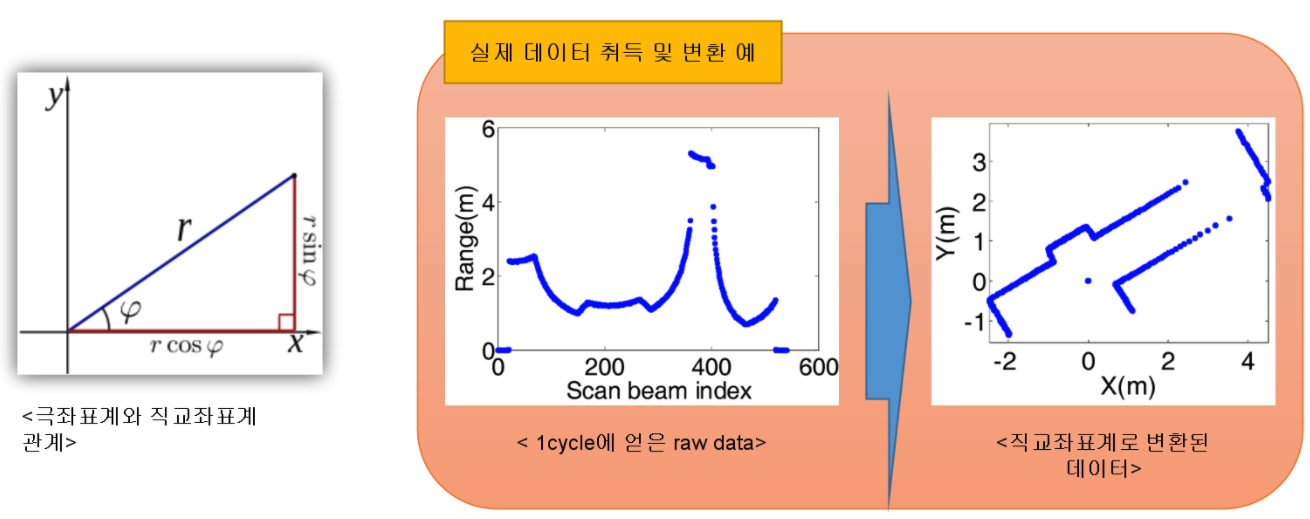 y
r
r sin φ
φ
r cos φ
x
<극좌표계와 직교좌표계
관계>
실제 데이터 취득 및 변환 예
6
4
2
0
Range(m)
0 200 400 600
Scan beam index
< 1cycle에 얻은 raw data>
3
2
1
0
-1
Y(m)
-2 0 2 4
X(m)
<직교좌표계로 변환된
데이터>